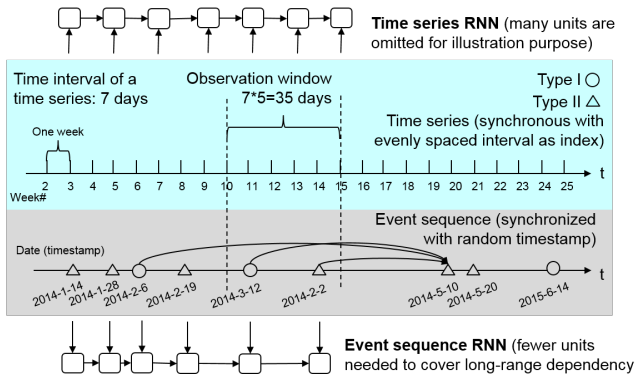 Time series RNN (many units are
omitted for illustration purpose)
Time interval of a
time series: 7 days
Observation window
7*5=35 days
Type I
Type II
Time series (synchronous with
evenly spaced interval as index)
One week
t
2 3 4 5 6 7 8 9 10 11 12 13 14 15 16 17 18 19 20 21 22 23 24 25
Week#
Event sequence (synchronized
with random timestamp)
Date (timestamp)
t
2014-1-14 2014-1-28 2014-2-6 2014-2-19 2014-3-12 2014-2-2 2014-5-10 2014-5-20 2015-6-14
Event sequence RNN (fewer units
needed to cover long-range dependency